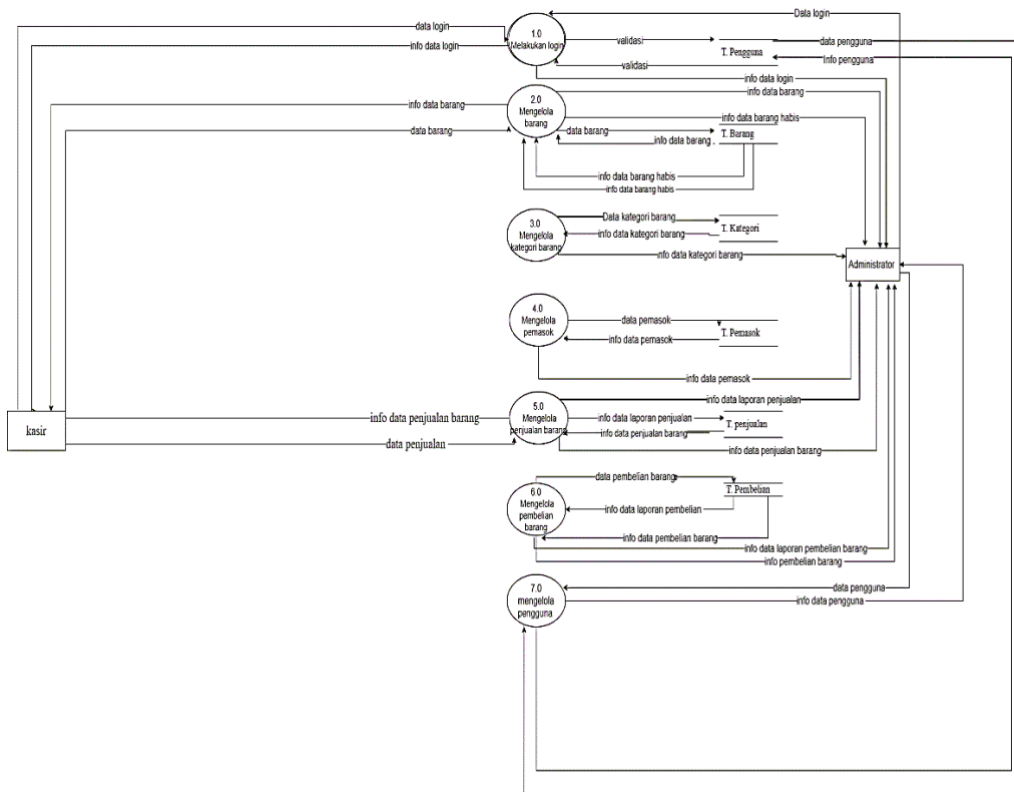 data login
info data login
1.0
Melakukan login
validasi
validasi
T. Pengguna
Data login
data pengguna
Info pengguna
info data login
info data barang
data barang
2.0
Mengelola
barang
info data barang
info data barang habis
data barang
info data barang
T. Barang
info data barang habis
info data barang habis
3.0
Mengelola
kategori barang
Data kategori barang
info data kategori barang
T. Kategori
info data kategori barang
Administrator
4.0
Mengelola
pemasok
data pemasok
info data pemasok
T. Pemasok
info data pemasok
kasir
info data penjualan barang
data penjualan
5.0
Mengelola
penjualan barang
info data laporan penjualan
info data laporan penjualan
info data penjualan barang
T. penjualan
info data penjualan barang
6.0
Mengelola
pembelian
barang
data pembelian barang
info data laporan pembelian
T. Pembelian
info data pembelian barang
info data laporan pembelian barang
info pembelian barang
7.0
mengelola
pengguna
data pengguna
info data pengguna